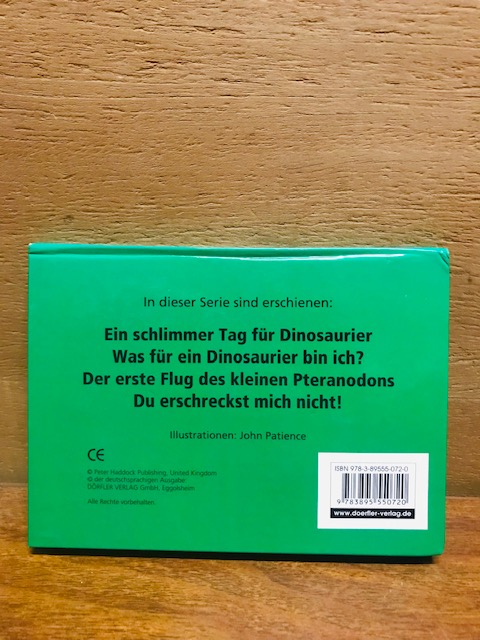 In dieser Serie sind erschienen:
Ein schlimmer Tag für Dinosaurier
Was für ein Dinosaurier bin ich?
Der erste Flug des kleinen Pteranodons
Du erschreckst mich nicht!
Illustrationen: John Patience
CE
© Peter Haddock Publishing, United Kingdom
© der deutschsprachigen Ausgabe
DÖRFLER VERLAG GmbH, Eggolsheim
Alle Rechte vorbehalten.
ISBN 978-3-89555-072-0
9 783895 550720
www.doerfler-verlag.de